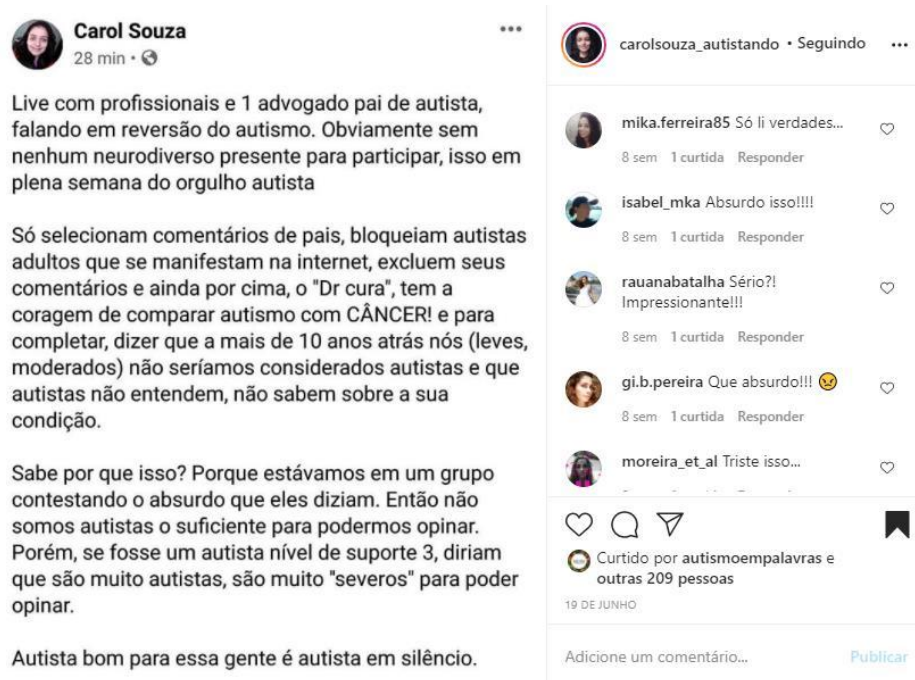 Carol Souza
28 min
Live com profissionais e 1 advogado pai de autista,
falando em reversão do autismo. Obviamente sem
nenhum neurodiverso presente para participar, isso em
plena semana do orgulho autista
Só selecionam comentários de pais, bloqueiam autistas
adultos que se manifestam na internet, excluem seus
comentários e ainda por cima, o "Dr cura", tem a
coragem de comparar autismo com CÂNCER! e para
completar, dizer que a mais de 10 anos atrás nós (leves,
moderados) não seríamos considerados autistas e que
autistas não entendem, não sabem sobre a sua
condição.
Sabe por que isso? Porque estávamos em um grupo
contestando o absurdo que eles diziam. Então não
somos autistas o suficiente para podermos opinar.
Porém, se fosse um autista nível de suporte 3, diriam
que são muito autistas, são muito "severos" para poder
opinar.
Autista bom para essa gente é autista em silêncio.
carolsouza_autistando • Seguindo
mika.ferreira85 Só li verdades...
8 sem 1 curtida Responder
isabel_mka Absurdo isso!!!!
8 sem 1 curtida Responder
rauanabatalha Sério?!
Impressionante!!!
8 sem 1 curtida Responder
gi.b.pereira Que absurdo!!! 😠
8 sem 1 curtida Responder
moreira_et_al Triste isso...
Curtido por autismoempalavras e
outras 209 pessoas
19 DE JUNHO
Adicione um comentário... Publicar